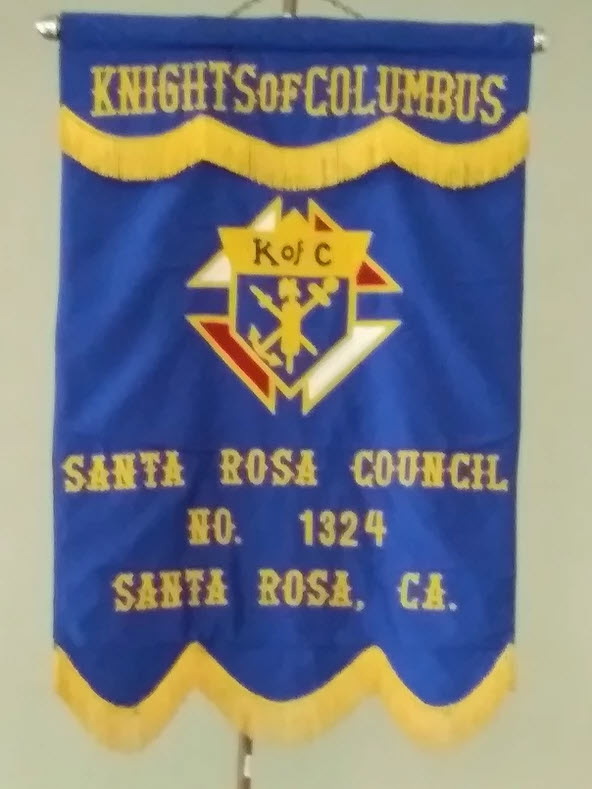 KNIGHTS OF COLUMBUS
K of C
SANTA ROSA COUNCIL
NO. 1324
SANTA ROSA, CA.